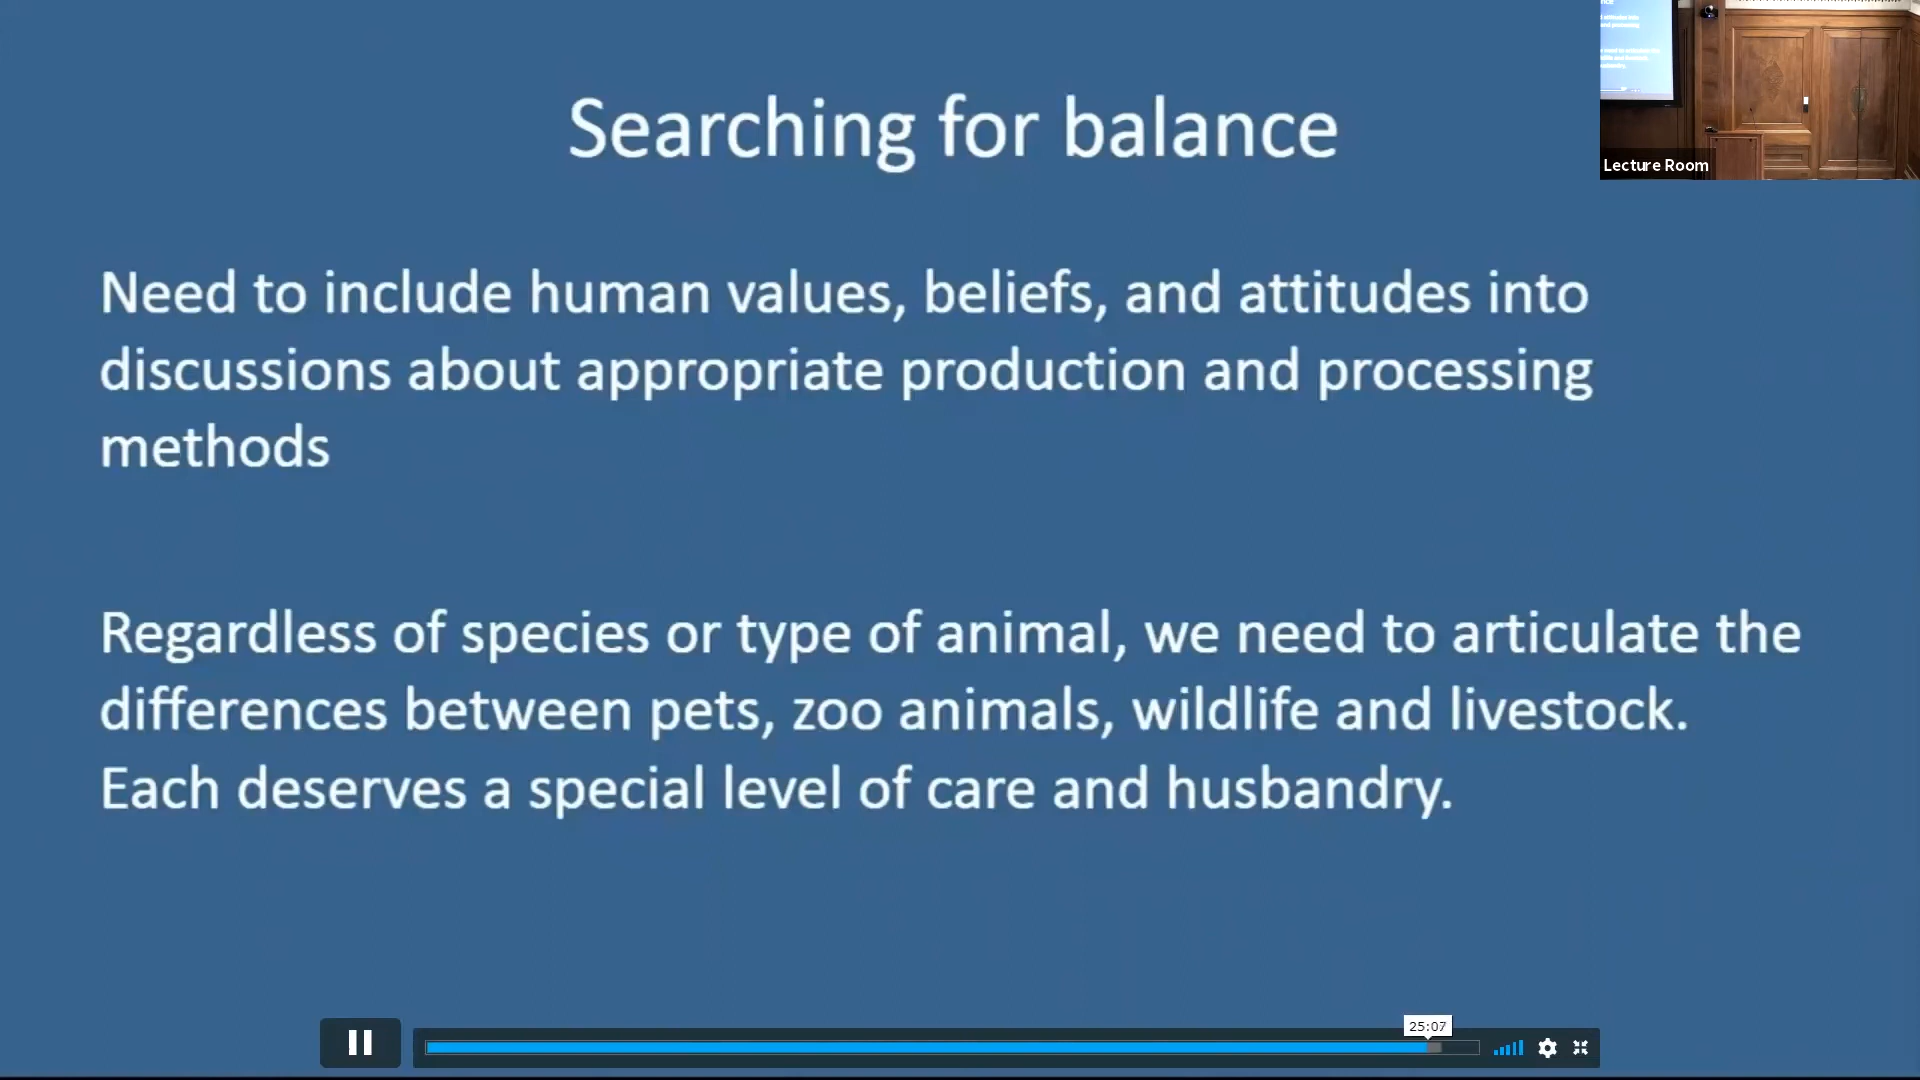 Searching for balance
Lecture Room
Need to include human values, beliefs, and attitudes into
discussions about appropriate production and processing
methods
Regardless of species or type of animal, we need to articulate the
differences between pets, zoo animals, wildlife and livestock.
Each deserves a special level of care and husbandry.
25:07